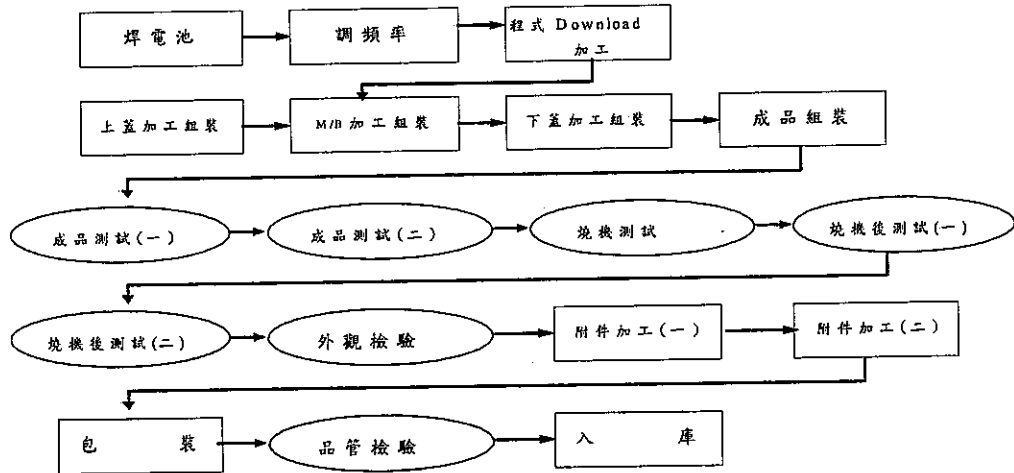 焊電池
調頻率
程式 Download
加工
上蓋加工組裝
M/B加工組裝
下蓋加工組裝
成品組裝
成品測試(一)
成品測試(二)
燒機測試
燒機後測試(一)
燒機後測試(二)
外觀檢驗
附件加工(一)
附件加工(二)
包 裝
品管檢驗
入 庫